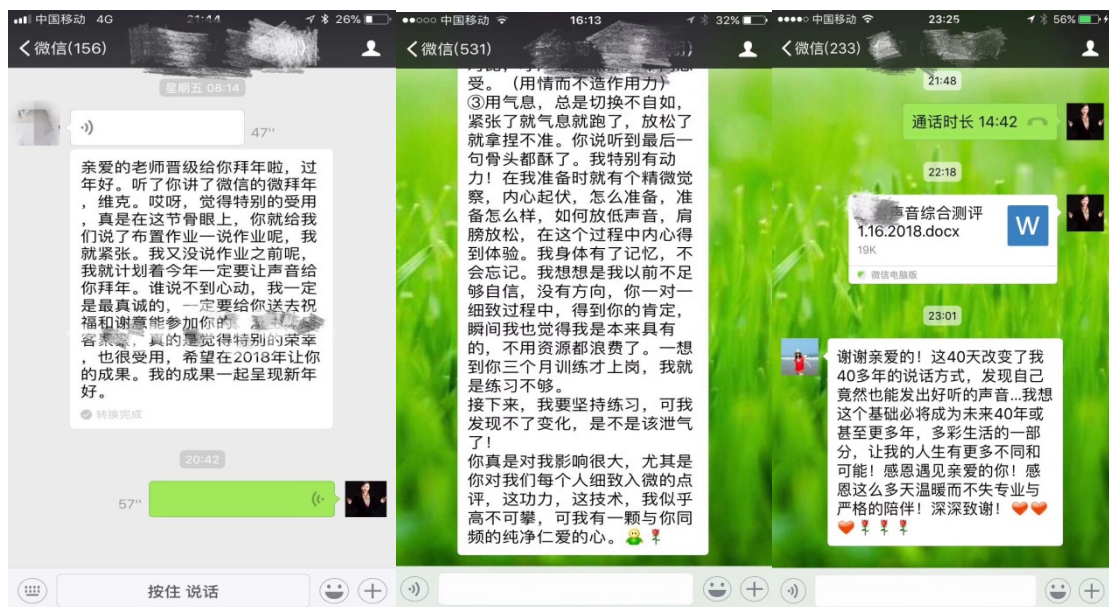 中国移动 4G
21:44
26%
微信(156)
星期五 08:14
47''
亲爱的老师晋级给你拜年啦，过
年好。听了你讲了微信的微拜年
，维克。哎呀，觉得特别的受用
，真是在这节骨眼上，你就给我
们说了布置作业一说作业呢，我
就紧张。我又没说作业之前呢，
我就计划着今年一定要让声音给
你拜年。谁说不到心动，我一定
是最真诚的，一定要给你送去祝
福和谢意能参加你的
客
真的是觉得特别的荣幸
，也很受用，希望在2018年让你
的成果。我的成果一起呈现新年
好。
转换完成
20:42
57''
按住 说话
中国移动
16:13
32%
微信(531)
受。（用情而不造作用力）
③用气息，总是切换不自如，
紧张了就气息就跑了，放松了
就拿捏不准。你说听到最后一
句骨头都酥了。我特别有动
力！在我准备时就有个精微觉
察，内心起伏，怎么准备，准
备怎么样，如何放低声音，肩
膀放松，在这个过程中内心得
到体验。我身体有了记忆，不
会忘记。我想想是我以前不足
够自信，没有方向，你一对一
细致过程中，得到你的肯定，
瞬间我也觉得我是本来具有
的，不用资源都浪费了。一想
到你三个月训练才上岗，我就
是练习不够。
接下来，我要坚持练习，可我
发现不了变化，是不是该泄气
了！
你真是对我影响很大，尤其是
你对我们每个人细致入微的点
评，这功力，这技术，我似乎
高不可攀，可我有一颗与你同
频的纯净仁爱的心。
中国移动
23:25
56%
微信(233)
21:48
通话时长 14:42
22:18
声音综合测评
1.16.2018.docx
W
19K
微信电脑版
23:01
谢谢亲爱的！这40天改变了我
40多年的说话方式，发现自己
竟然也能发出好听的声音...我想
这个基础必将成为未来40年或
甚至更多年，多彩生活的一部
分，让我的人生有更多不同和
可能！感恩遇见亲爱的你！感
恩这么多天温暖而不失专业与
严格的陪伴！深深致谢！